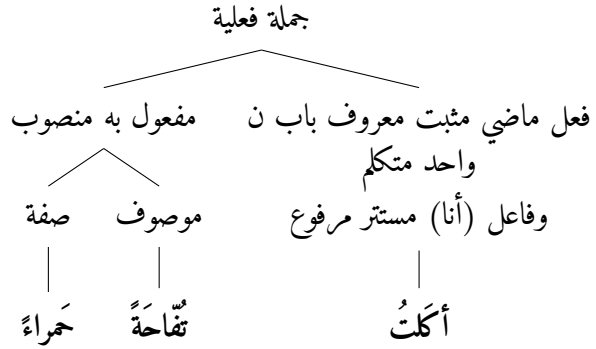 جملة فعلية
فعل ماضي مثبت معروف باب ن
واحد متكلم
وفاعل (أنا) مستتر مرفوع
مفعول به منصوب
موصوف
صفة
أكَلتُ
تُفّاحَةً
حَمراءً